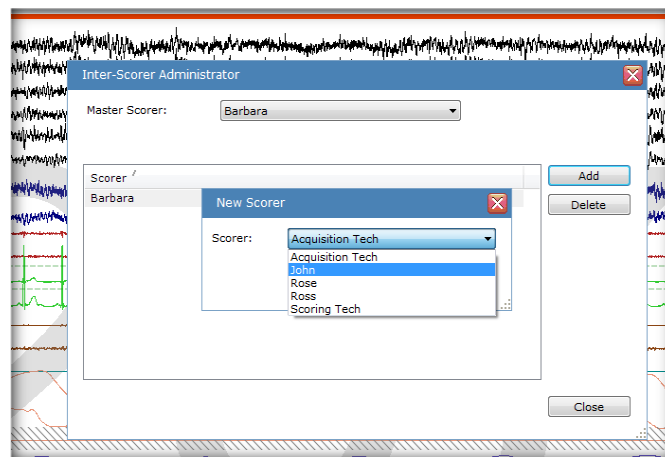 Inter-Scorer Administrator
Master Scorer:
Barbara
Scorer
Add
Barbara
Delete
New Scorer
Scorer:
Acquisition Tech
Acquisition Tech
John
Rose
Ross
Scoring Tech
Close